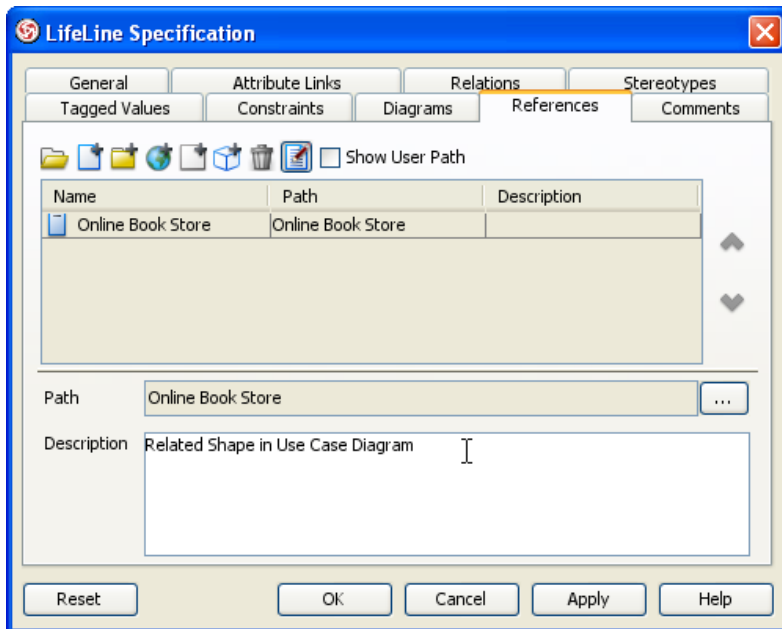 LifeLine Specification
General Attribute Links Relations Stereotypes
Tagged Values Constraints Diagrams References Comments
Show User Path
Name Path Description
Online Book Store Online Book Store
Path Online Book Store ...
Description Related Shape in Use Case Diagram
Reset OK Cancel Apply Help